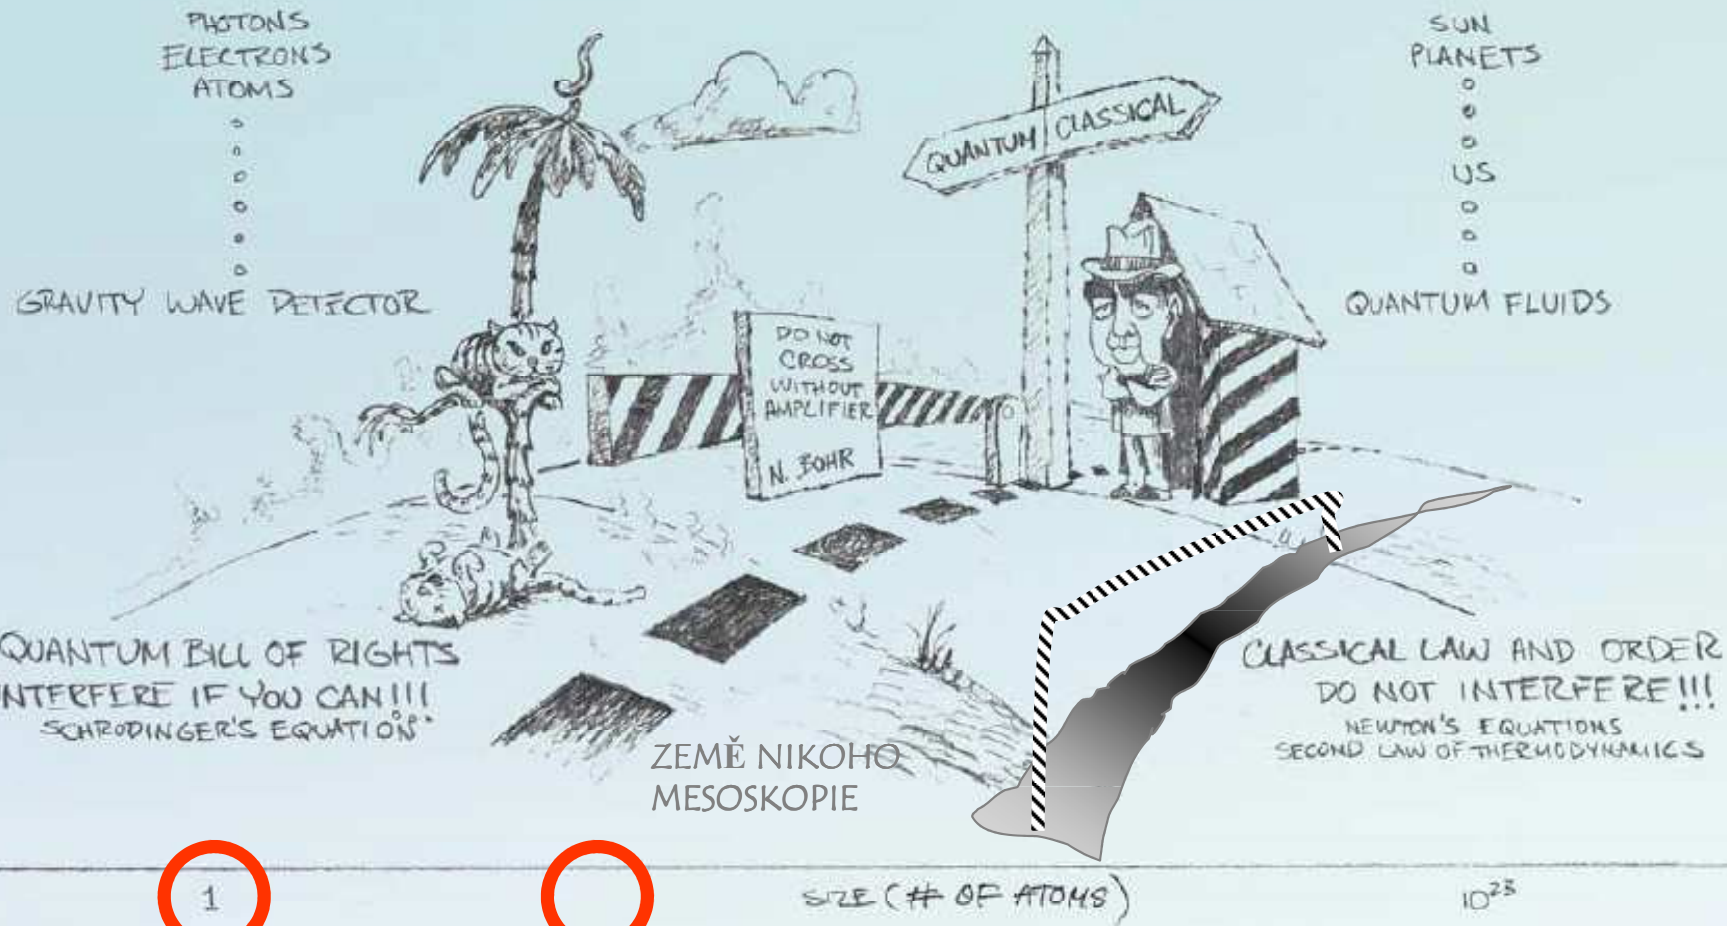 PHOTONS
ELECTRONS
ATOMS
GRAVITY WAVE DETECTOR
QUANTUM CLASSICAL
DO NOT
CROSS
WITHOUT
AMPLIFIER
N. BOHR
SUN
PLANETS
US
QUANTUM FLUIDS
QUANTUM BILL OF RIGHTS
INTERFERE IF YOU CAN!!!
SCHRODINGER'S EQUATION
CLASSICAL LAW AND ORDER
DO NOT INTERFERE!!!
NEWTON'S EQUATIONS
SECOND LAW OF THERMODYNAMICS
ZEMĚ NIKOHO
MESOSKOPIE
1
SIZE (# OF ATOMS)
10²³